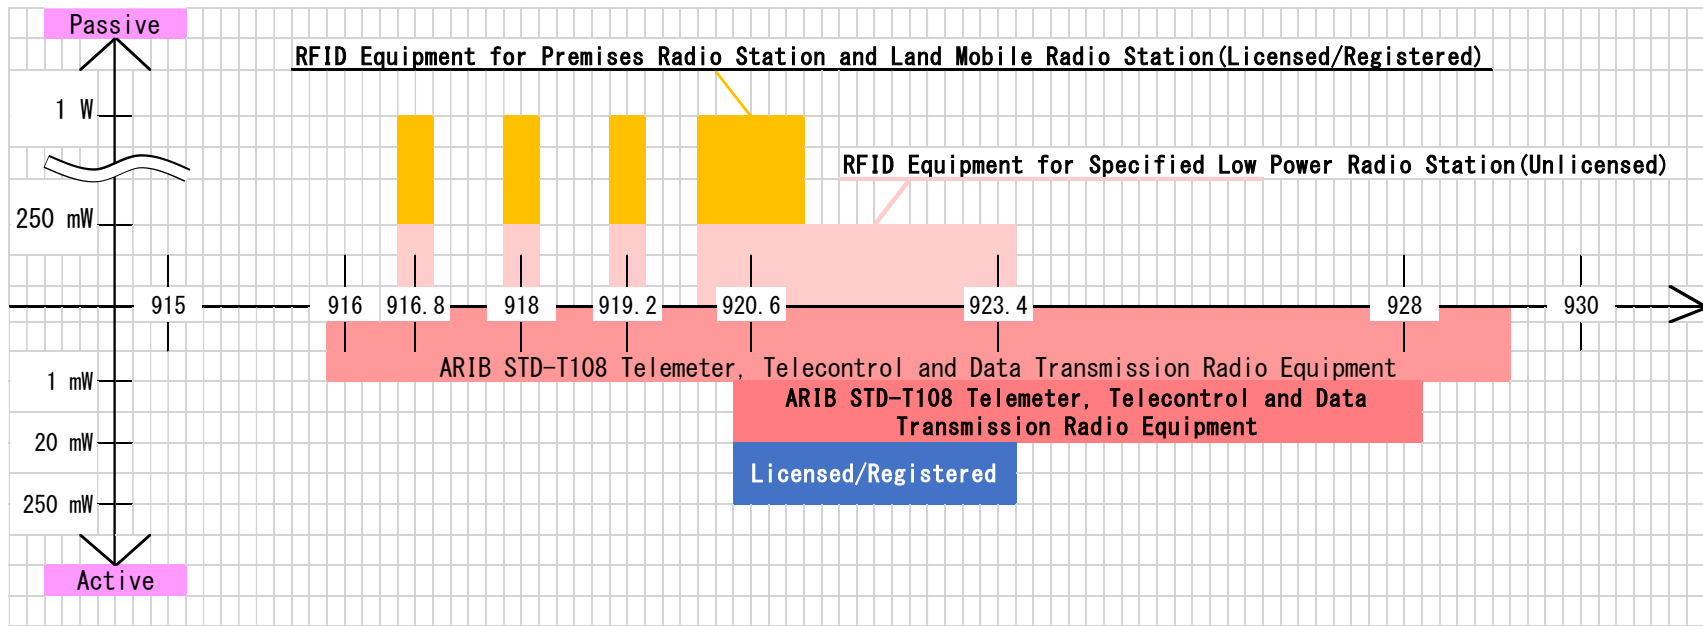 Passive
RFID Equipment for Premises Radio Station and Land Mobile Radio Station(Licensed/Registered)
1 W
RFID Equipment for Specified Low Power Radio Station(Unlicensed)
250 mW
915
916
916.8
918
919.2
920.6
923.4
928
930
ARIB STD-T108 Telemeter, Telecontrol and Data Transmission Radio Equipment
1 mW
ARIB STD-T108 Telemeter, Telecontrol and Data
Transmission Radio Equipment
20 mW
Licensed/Registered
250 mW
Active